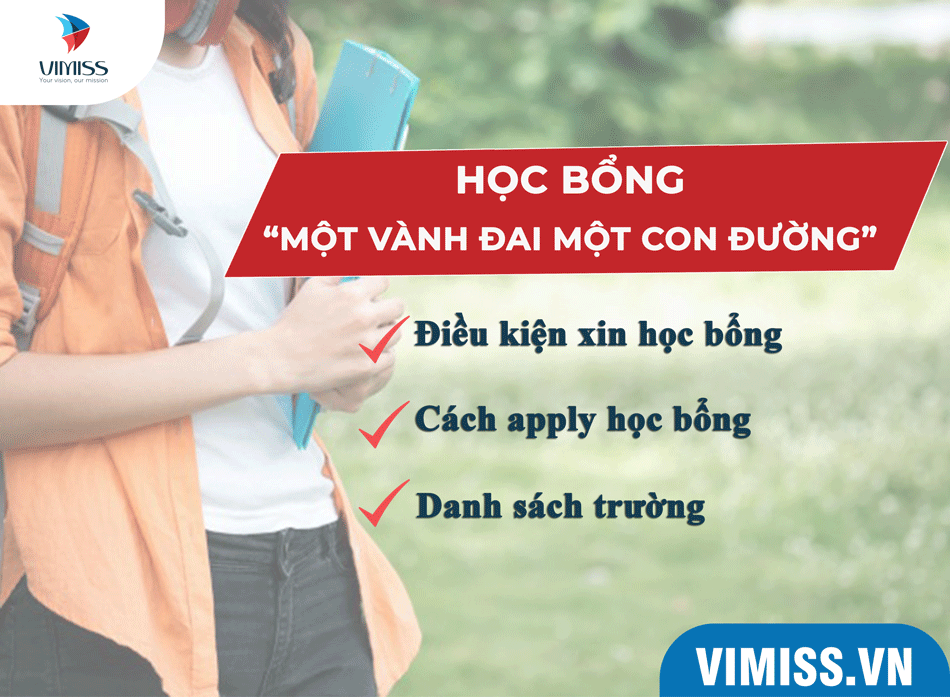 VIMISS
Your vision, our mission
HỌC BỔNG
“MỘT VÀNH ĐAI MỘT CON ĐƯỜNG”
Điều kiện xin học bổng
Cách apply học bổng
Danh sách trường
VIMISS.VN